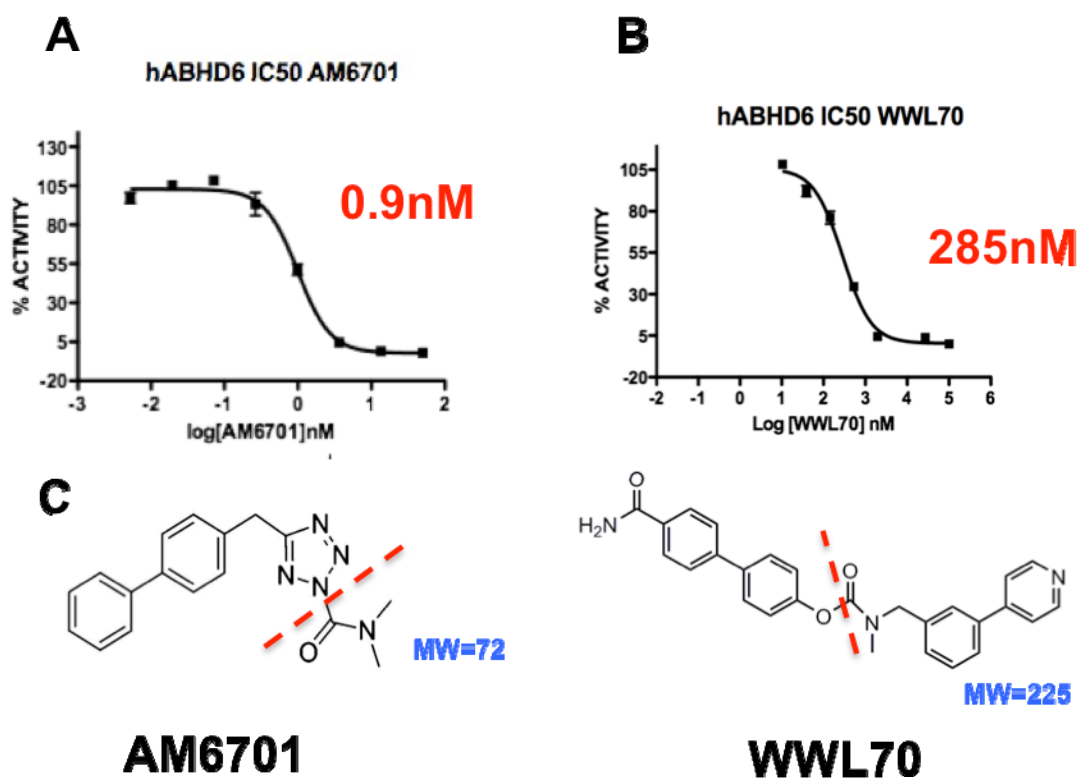 A
hABHD6 IC50 AM6701
% ACTIVITY
130
105
80
55
30
5
-20
-3
-2
-1
0
1
2
log[AM6701]nM
0.9nM
B
hABHD6 IC50 WWL70
% ACTIVITY
105
80
55
30
5
-20
-2
-1
0
1
2
3
4
5
6
Log [WWL70] nM
285nM
C
N
N
N
N
O
N
MW=72
AM6701
O
H2N
O
O
N
N
MW=225
WWL70